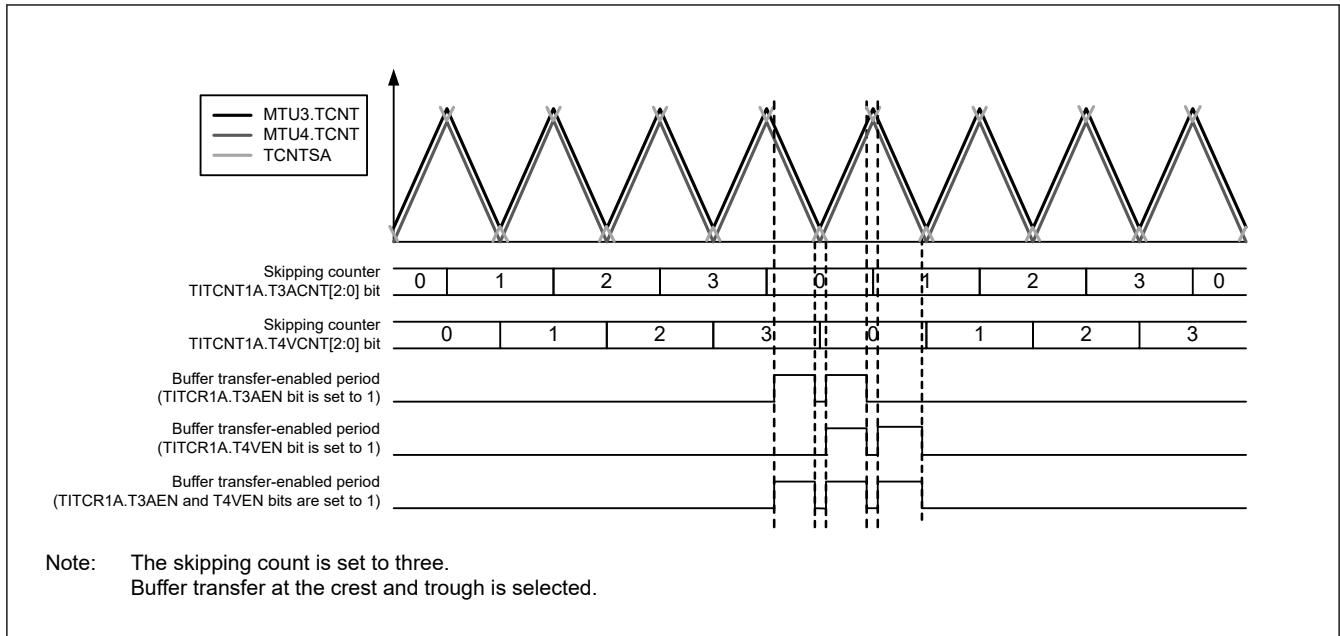 MTU3.TCNT
MTU4.TCNT
TCNTSA
Skipping counter
TITCNT1A.T3ACNT[2:0] bit
0 1 2 3 0 1 2 3 0
Skipping counter
TITCNT1A.T4VCNT[2:0] bit
0 1 2 3 0 1 2 3
Buffer transfer-enabled period
(TITCR1A.T3AEN bit is set to 1)
Buffer transfer-enabled period
(TITCR1A.T4VEN bit is set to 1)
Buffer transfer-enabled period
(TITCR1A.T3AEN and T4VEN bits are set to 1)
Note: The skipping count is set to three.
Buffer transfer at the crest and trough is selected.